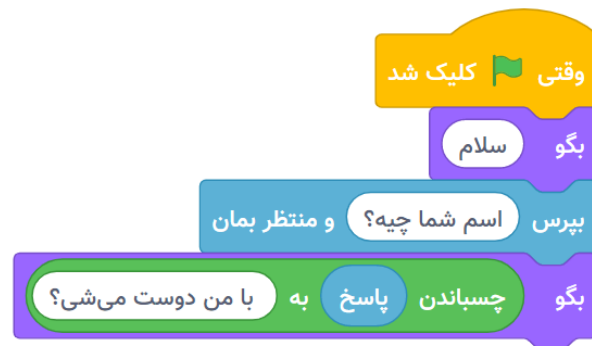 وقتی کلیک شد
بگو سلام
بپرس اسم شما چیه؟ و منتظر بمان
بگو چسباندن پاسخ به با من دوست می‌شی؟